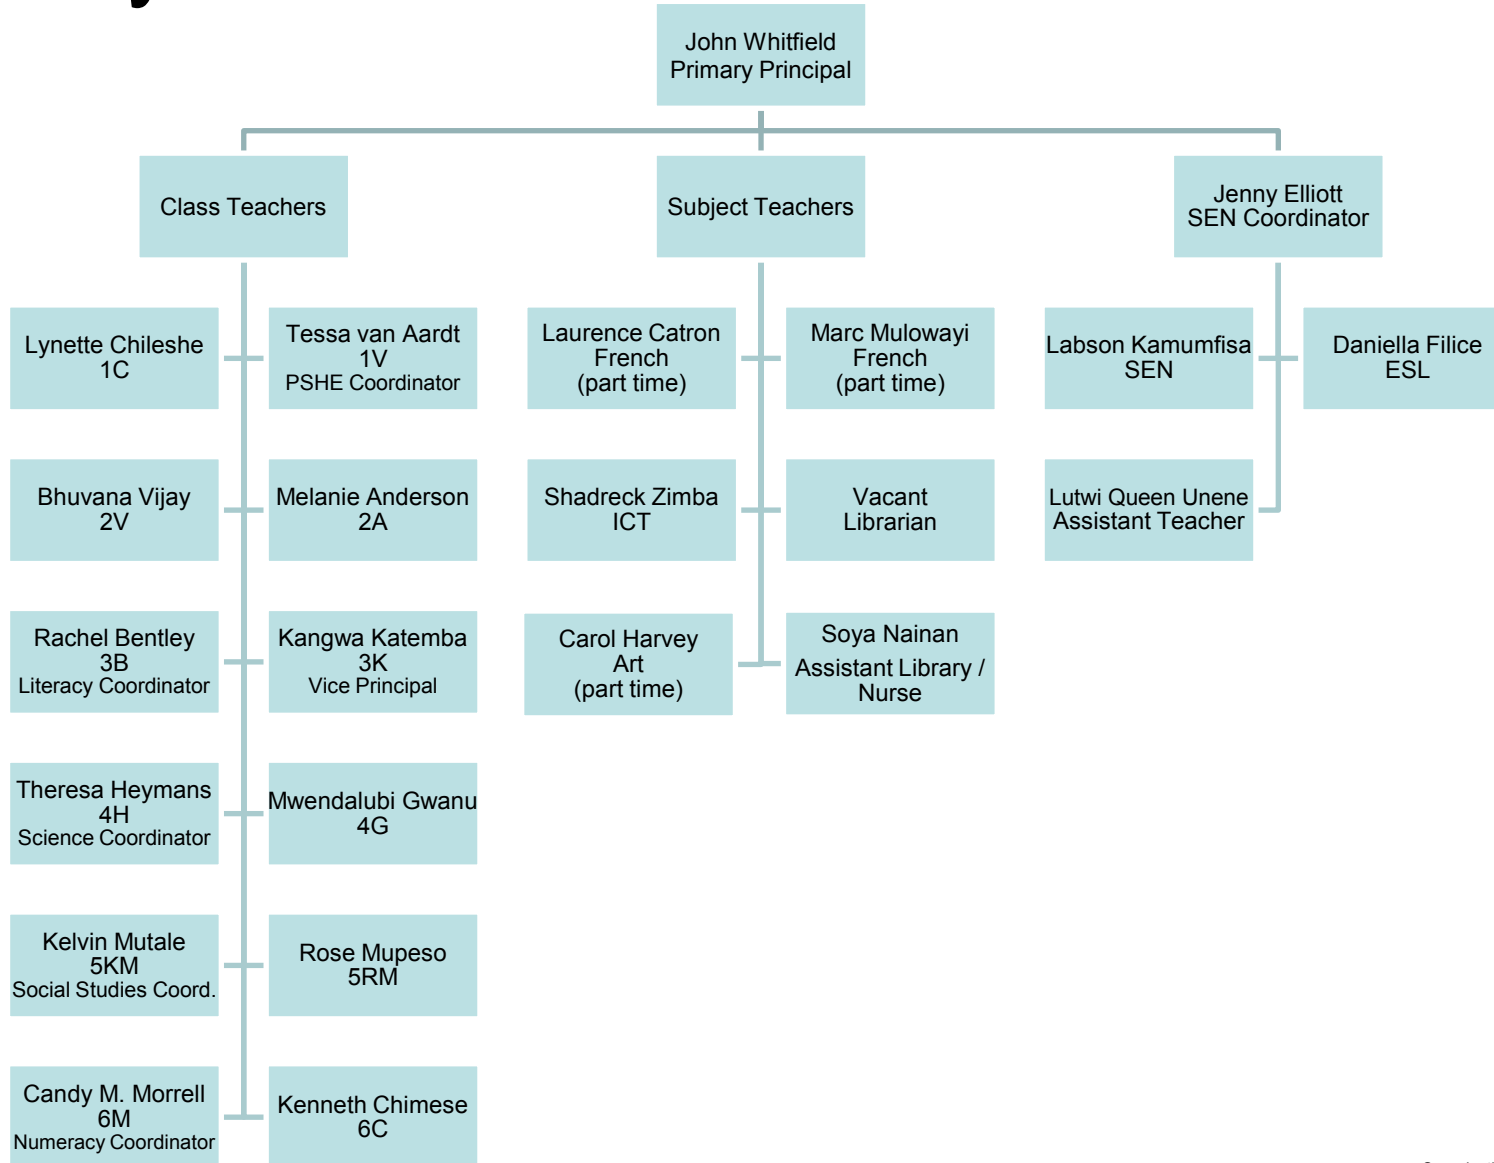 John Whitfield
Primary Principal
Class Teachers
Subject Teachers
Jenny Elliott
SEN Coordinator
Lynette Chileshe
1C
Tessa van Aardt
1V
PSHE Coordinator
Laurence Catron
French
(part time)
Marc Mulowayi
French
(part time)
Labson Kamumfisa
SEN
Daniella Filice
ESL
Bhuvana Vijay
2V
Melanie Anderson
2A
Shadreck Zimba
ICT
Vacant
Librarian
Lutwi Queen Unene
Assistant Teacher
Rachel Bentley
3B
Literacy Coordinator
Kangwa Katemba
3K
Vice Principal
Carol Harvey
Art
(part time)
Soya Nainan
Assistant Library /
Nurse
Theresa Heymans
4H
Science Coordinator
Mwendalubi Gwanu
4G
Kelvin Mutale
5KM
Social Studies Coord.
Rose Mupeso
5RM
Candy M. Morrell
6M
Numeracy Coordinator
Kenneth Chimese
6C